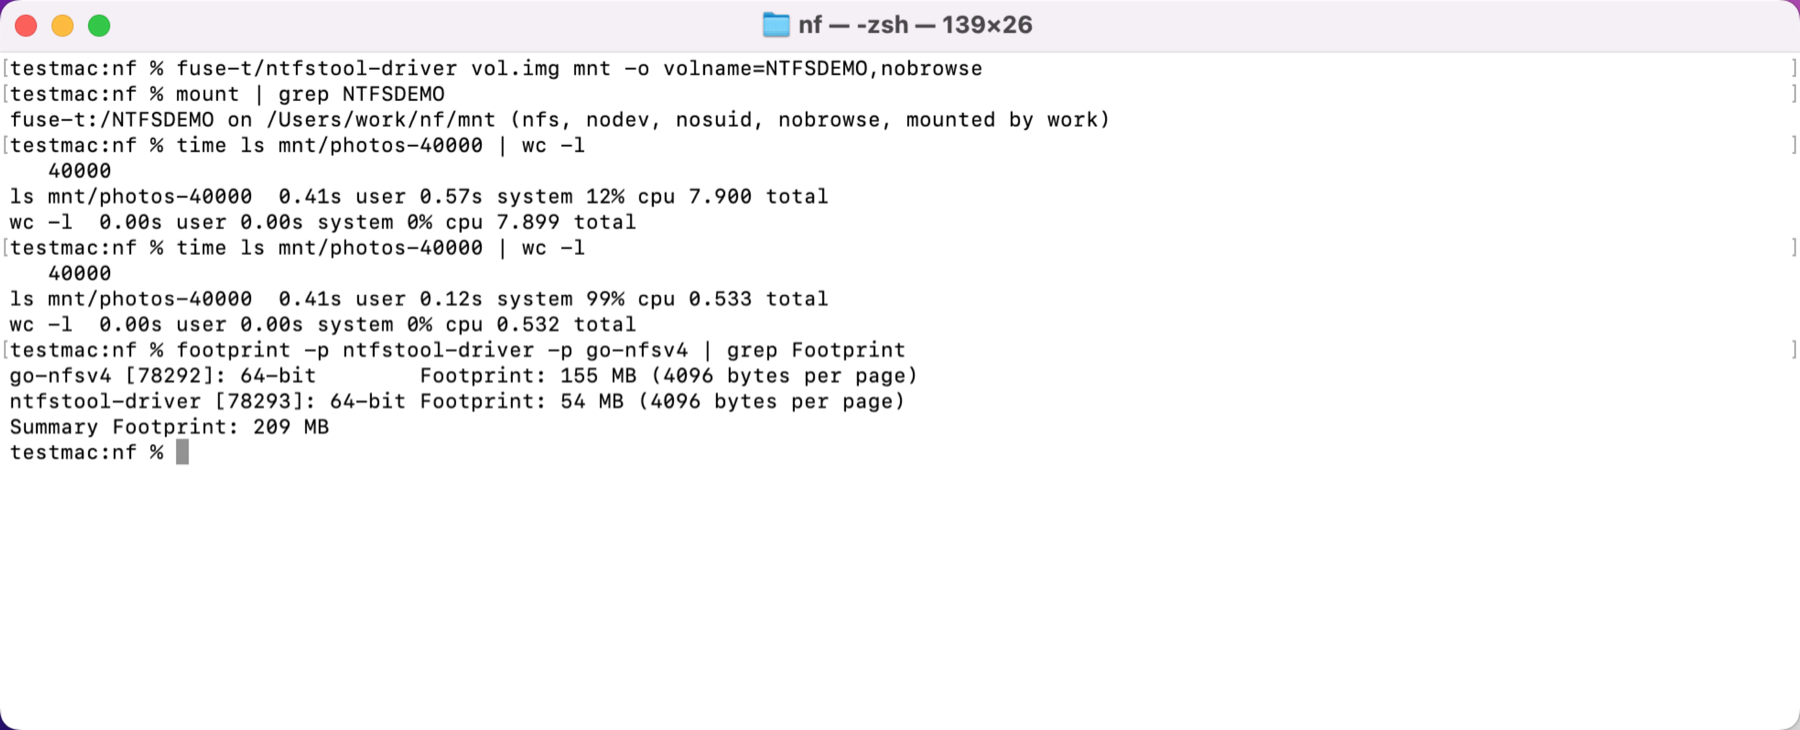 nf — -zsh — 139×26
[testmac:nf % fuse-t/ntfstool-driver vol.img mnt -o volname=NTFSDEMO,nobrowse ]
[testmac:nf % mount | grep NTFSDEMO ]
fuse-t:/NTFSDEMO on /Users/work/nf/mnt (nfs, nodev, nosuid, nobrowse, mounted by work)
[testmac:nf % time ls mnt/photos-40000 | wc -l ]
40000
ls mnt/photos-40000  0.41s user 0.57s system 12% cpu 7.900 total
wc -l  0.00s user 0.00s system 0% cpu 7.899 total
[testmac:nf % time ls mnt/photos-40000 | wc -l ]
40000
ls mnt/photos-40000  0.41s user 0.12s system 99% cpu 0.533 total
wc -l  0.00s user 0.00s system 0% cpu 0.532 total
[testmac:nf % footprint -p ntfstool-driver -p go-nfsv4 | grep Footprint ]
go-nfsv4 [78292]: 64-bit        Footprint: 155 MB (4096 bytes per page)
ntfstool-driver [78293]: 64-bit Footprint: 54 MB (4096 bytes per page)
Summary Footprint: 209 MB
testmac:nf %